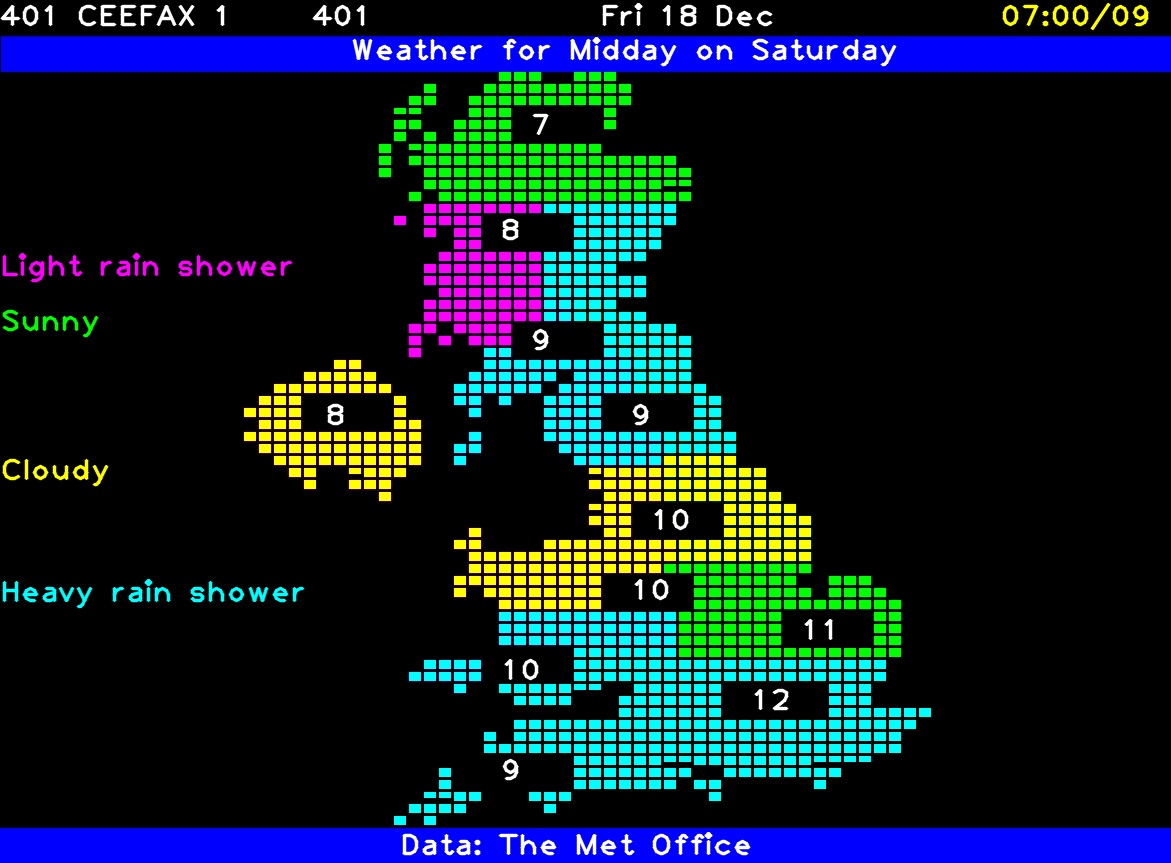 401 CEEFAX 1 401 Fri 18 Dec 07:00/09
Weather for Midday on Saturday
7
8
Light rain shower
Sunny
9
8
9
Cloudy
10
Heavy rain shower
10
11
10
12
9
Data: The Met Office